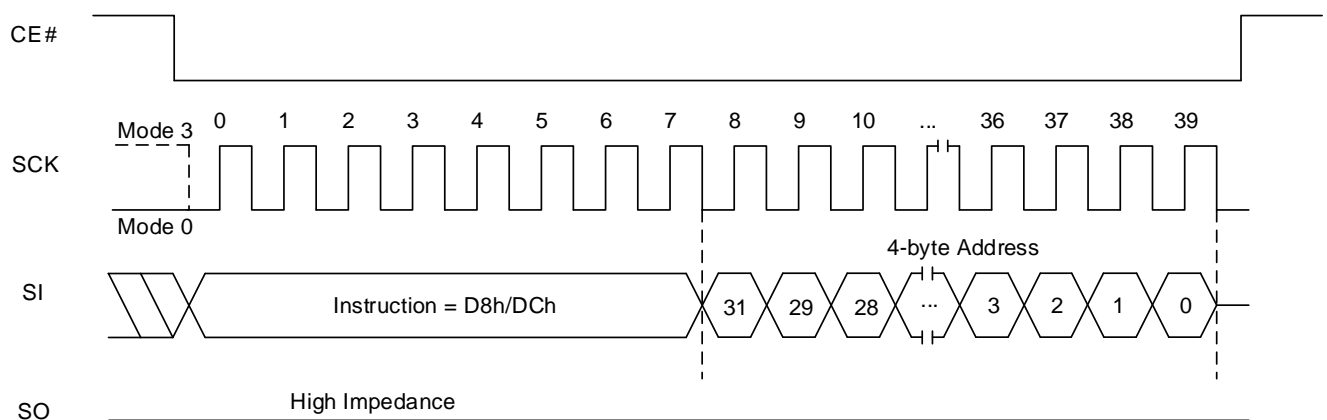 CE#
0 1 2 3 4 5 6 7 8 9 10 ... 36 37 38 39
Mode 3
SCK
Mode 0
4-byte Address
SI
Instruction = D8h/DCh 31 29 28 ... 3 2 1 0
High Impedance
SO